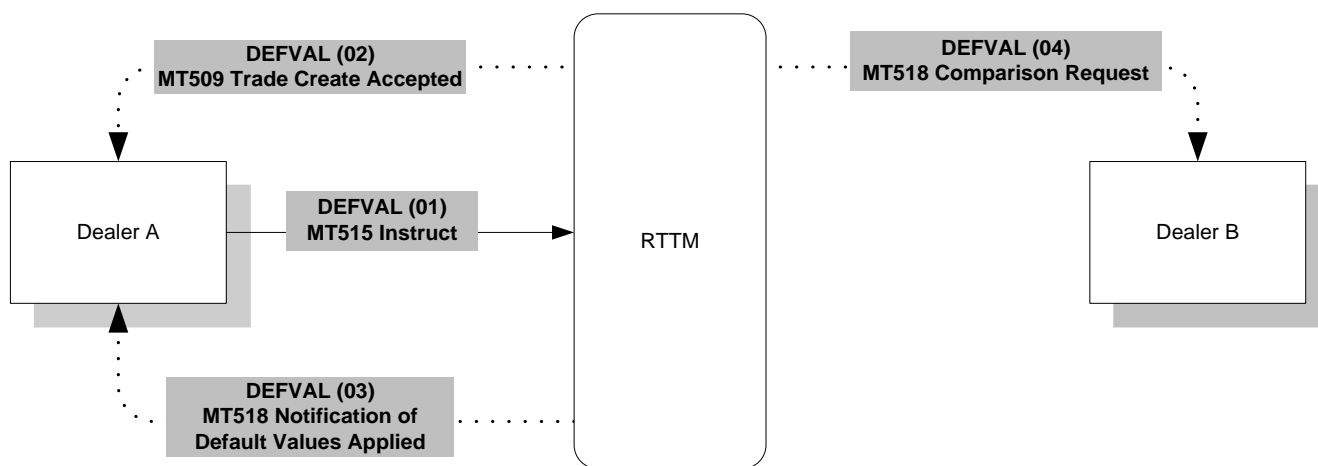 DEFVAL (02)
MT509 Trade Create Accepted
DEFVAL (04)
MT518 Comparison Request
Dealer A
DEFVAL (01)
MT515 Instruct
RTTM
Dealer B
DEFVAL (03)
MT518 Notification of
Default Values Applied